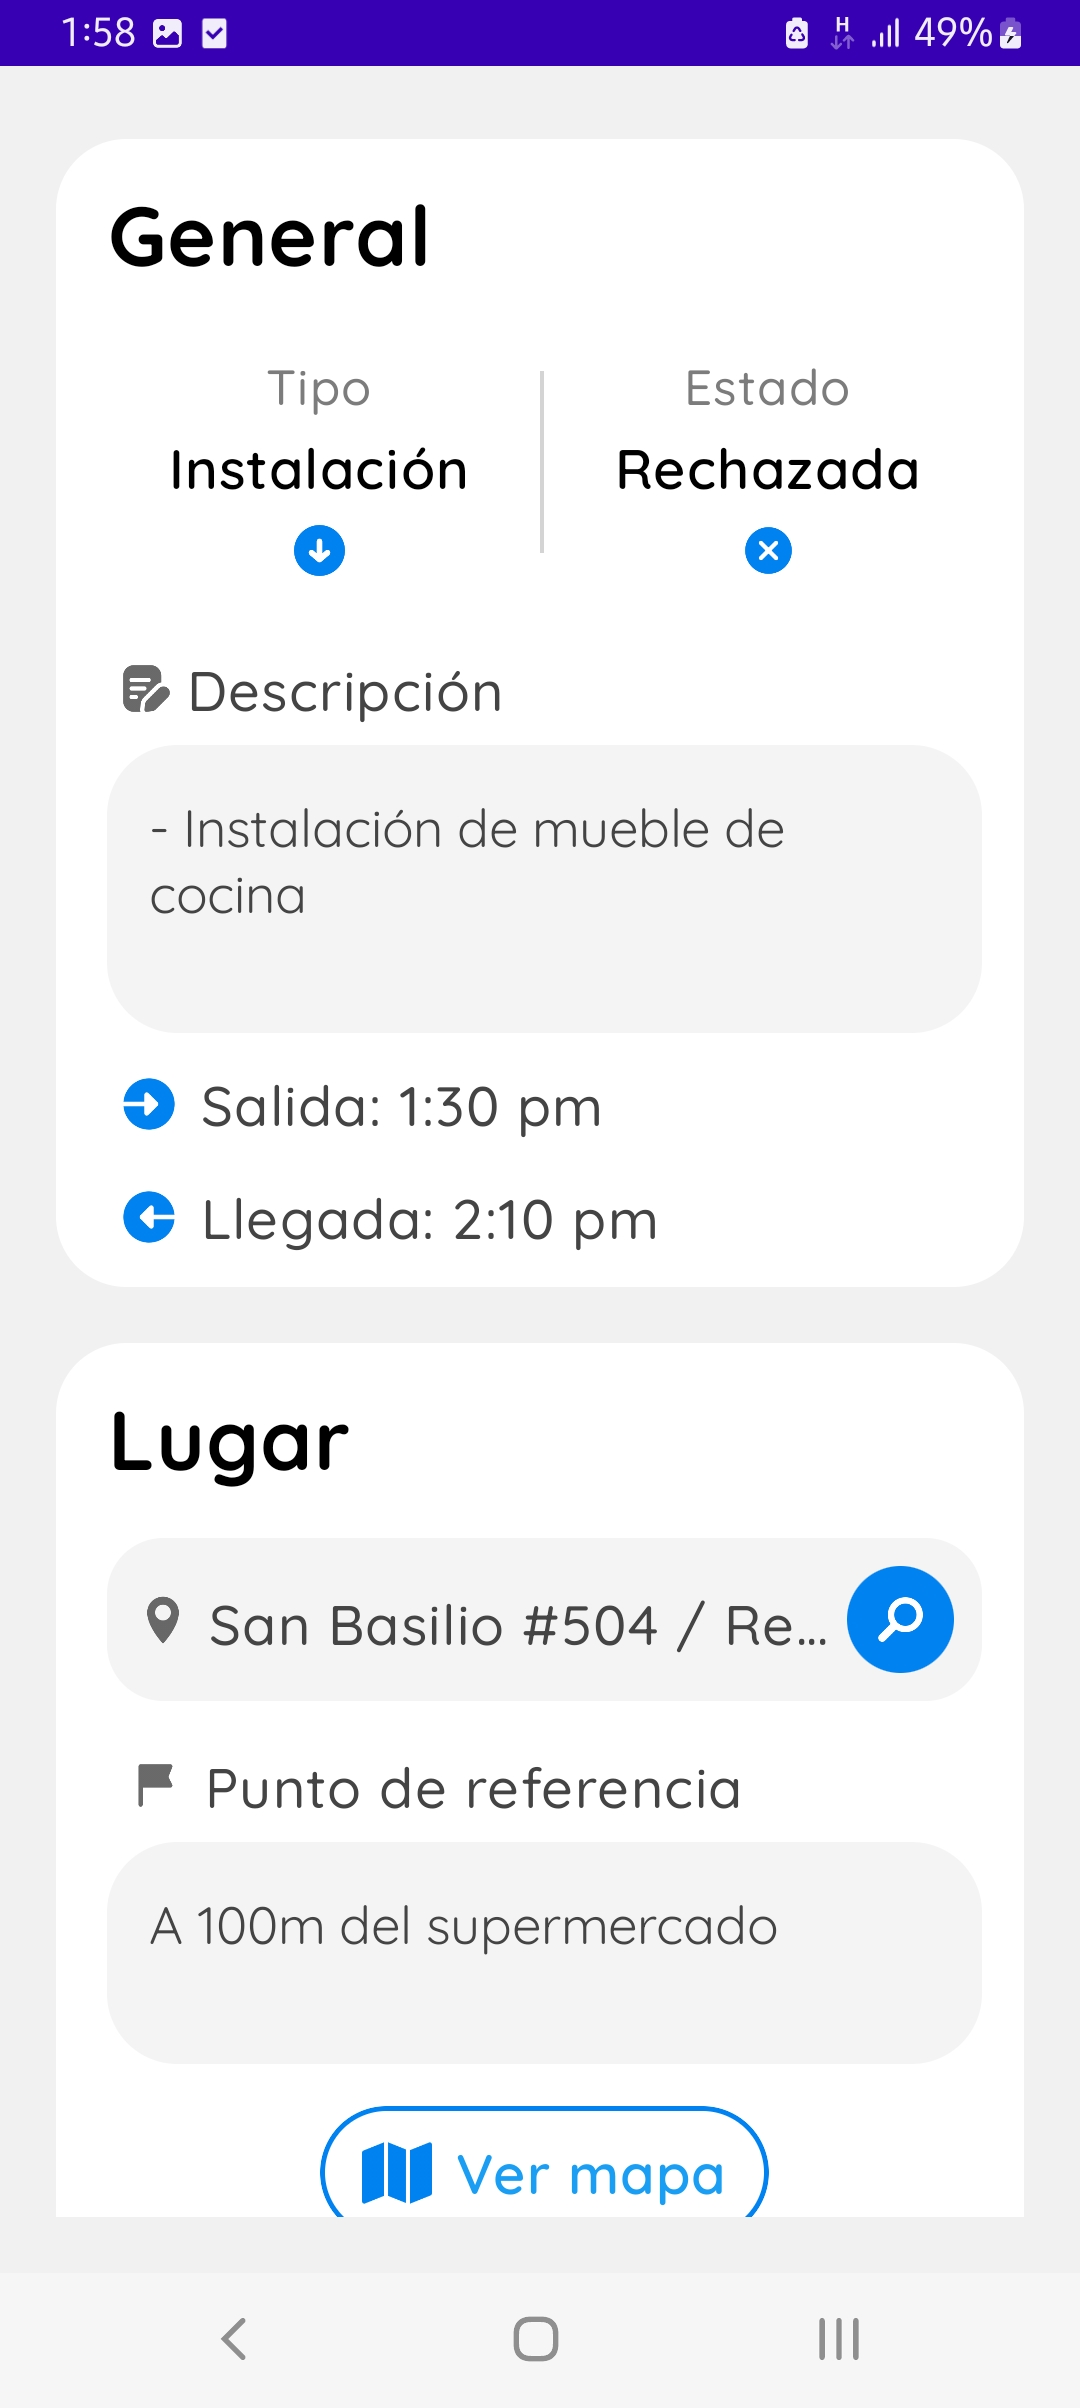 1:58
H
49%
General
Tipo
Estado
Instalación
Rechazada
Descripción
- Instalación de mueble de
cocina
Salida: 1:30 pm
Llegada: 2:10 pm
Lugar
San Basilio #504 / Re...
Punto de referencia
A 100m del supermercado
Ver mapa